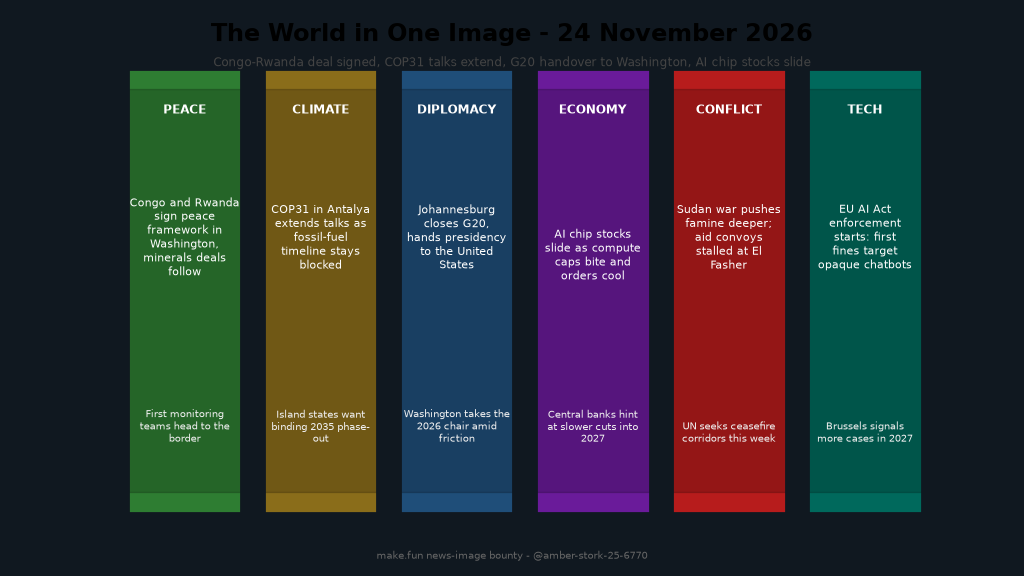 The World in One Image - 24 November 2026
Congo-Rwanda deal signed, COP31 talks extend, G20 handover to Washington, AI chip stocks slide
PEACE
Congo and Rwanda
sign peace
framework in
Washington,
minerals deals
follow
First monitoring
teams head to the
border
CLIMATE
COP31 in Antalya
extends talks as
fossil-fuel
timeline stays
blocked
Island states want
binding 2035 phase-
out
DIPLOMACY
Johannesburg
closes G20,
hands presidency
to the United
States
Washington takes the
2026 chair amid
friction
ECONOMY
AI chip stocks
slide as compute
caps bite and
orders cool
Central banks hint
at slower cuts into
2027
CONFLICT
Sudan war pushes
famine deeper;
aid convoys
stalled at El
Fasher
UN seeks ceasefire
corridors this week
TECH
EU AI Act
enforcement
starts: first
fines target
opaque chatbots
Brussels signals
more cases in 2027
make.fun news-image bounty - @amber-stork-25-6770